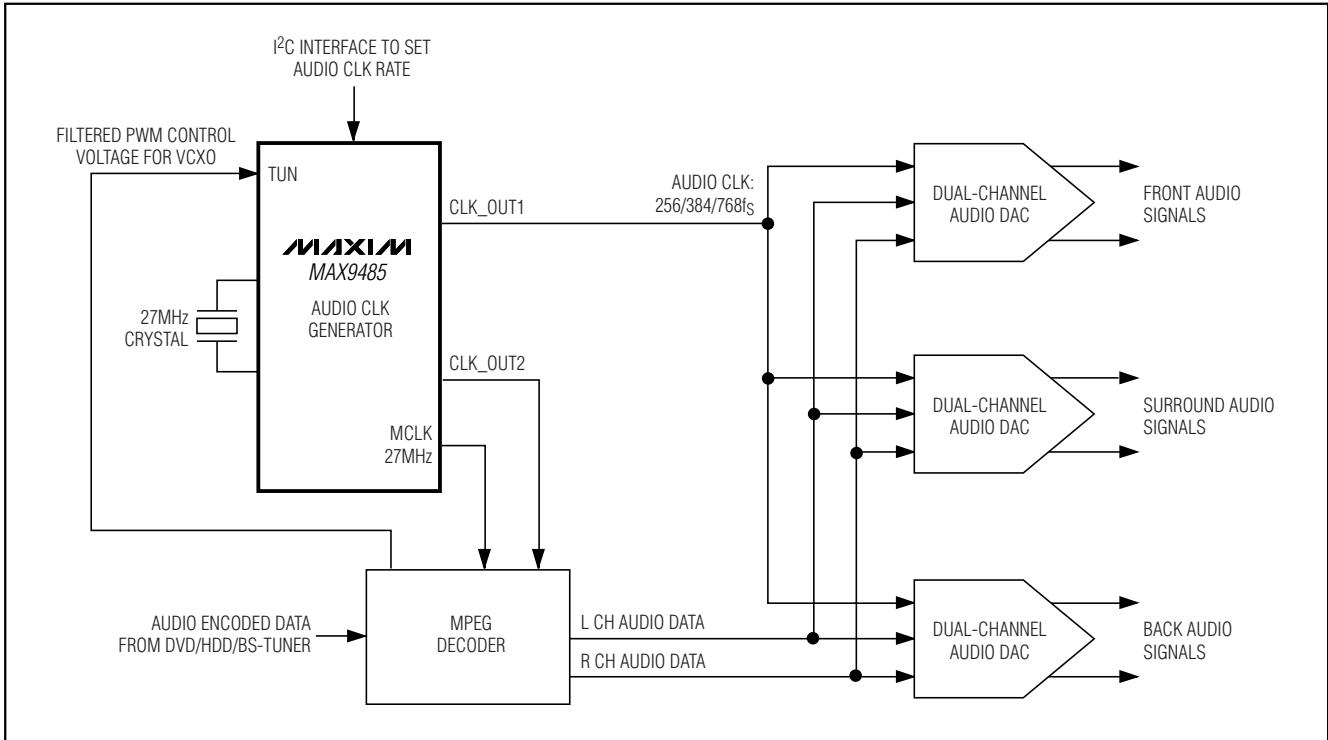 I²C INTERFACE TO SET
AUDIO CLK RATE
FILTERED PWM CONTROL
VOLTAGE FOR VCXO
TUN
CLK_OUT1
AUDIO CLK:
256/384/768fS
MAXIM
MAX9485
AUDIO CLK
GENERATOR
27MHz
CRYSTAL
CLK_OUT2
MCLK
27MHz
DUAL-CHANNEL
AUDIO DAC
FRONT AUDIO
SIGNALS
DUAL-CHANNEL
AUDIO DAC
SURROUND AUDIO
SIGNALS
AUDIO ENCODED DATA
FROM DVD/HDD/BS-TUNER
MPEG
DECODER
L CH AUDIO DATA
R CH AUDIO DATA
DUAL-CHANNEL
AUDIO DAC
BACK AUDIO
SIGNALS